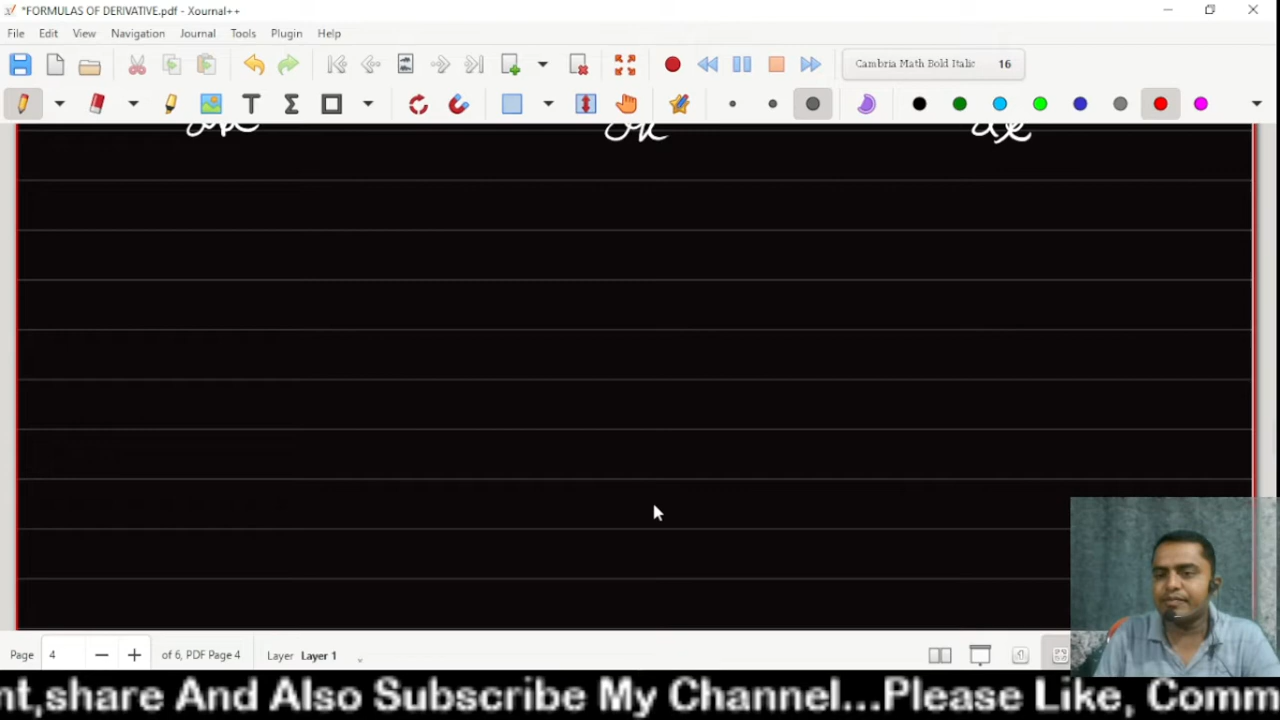 *FORMULAS OF DERIVATIVE.pdf - Xournal++
File Edit View Navigation Journal Tools Plugin Help
Cambria Math Bold Italic 16
Page 4 of 6, PDF Page 4 Layer Layer 1
nt,share And Also Subscribe My Channel...Please Like, Comm